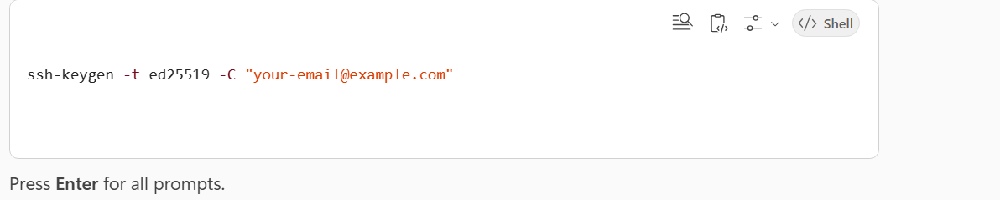 </> Shell
ssh-keygen -t ed25519 -C "your-email@example.com"
Press Enter for all prompts.